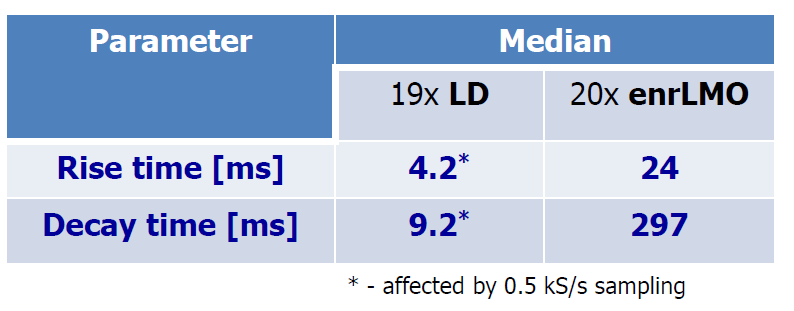 Parameter Median
19x LD 20x enrLMO
Rise time [ms] 4.2* 24
Decay time [ms] 9.2* 297
* - affected by 0.5 kS/s sampling